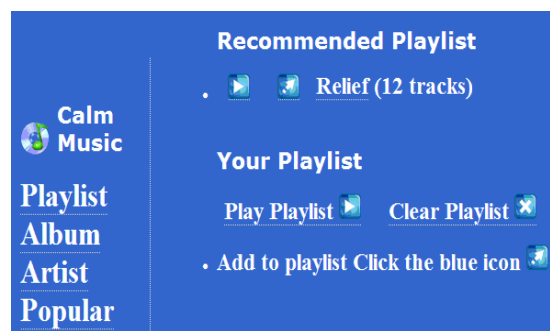 Calm
Music
Playlist
Album
Artist
Popular
Recommended Playlist
Relief (12 tracks)
Your Playlist
Play Playlist Clear Playlist
Add to playlist Click the blue icon